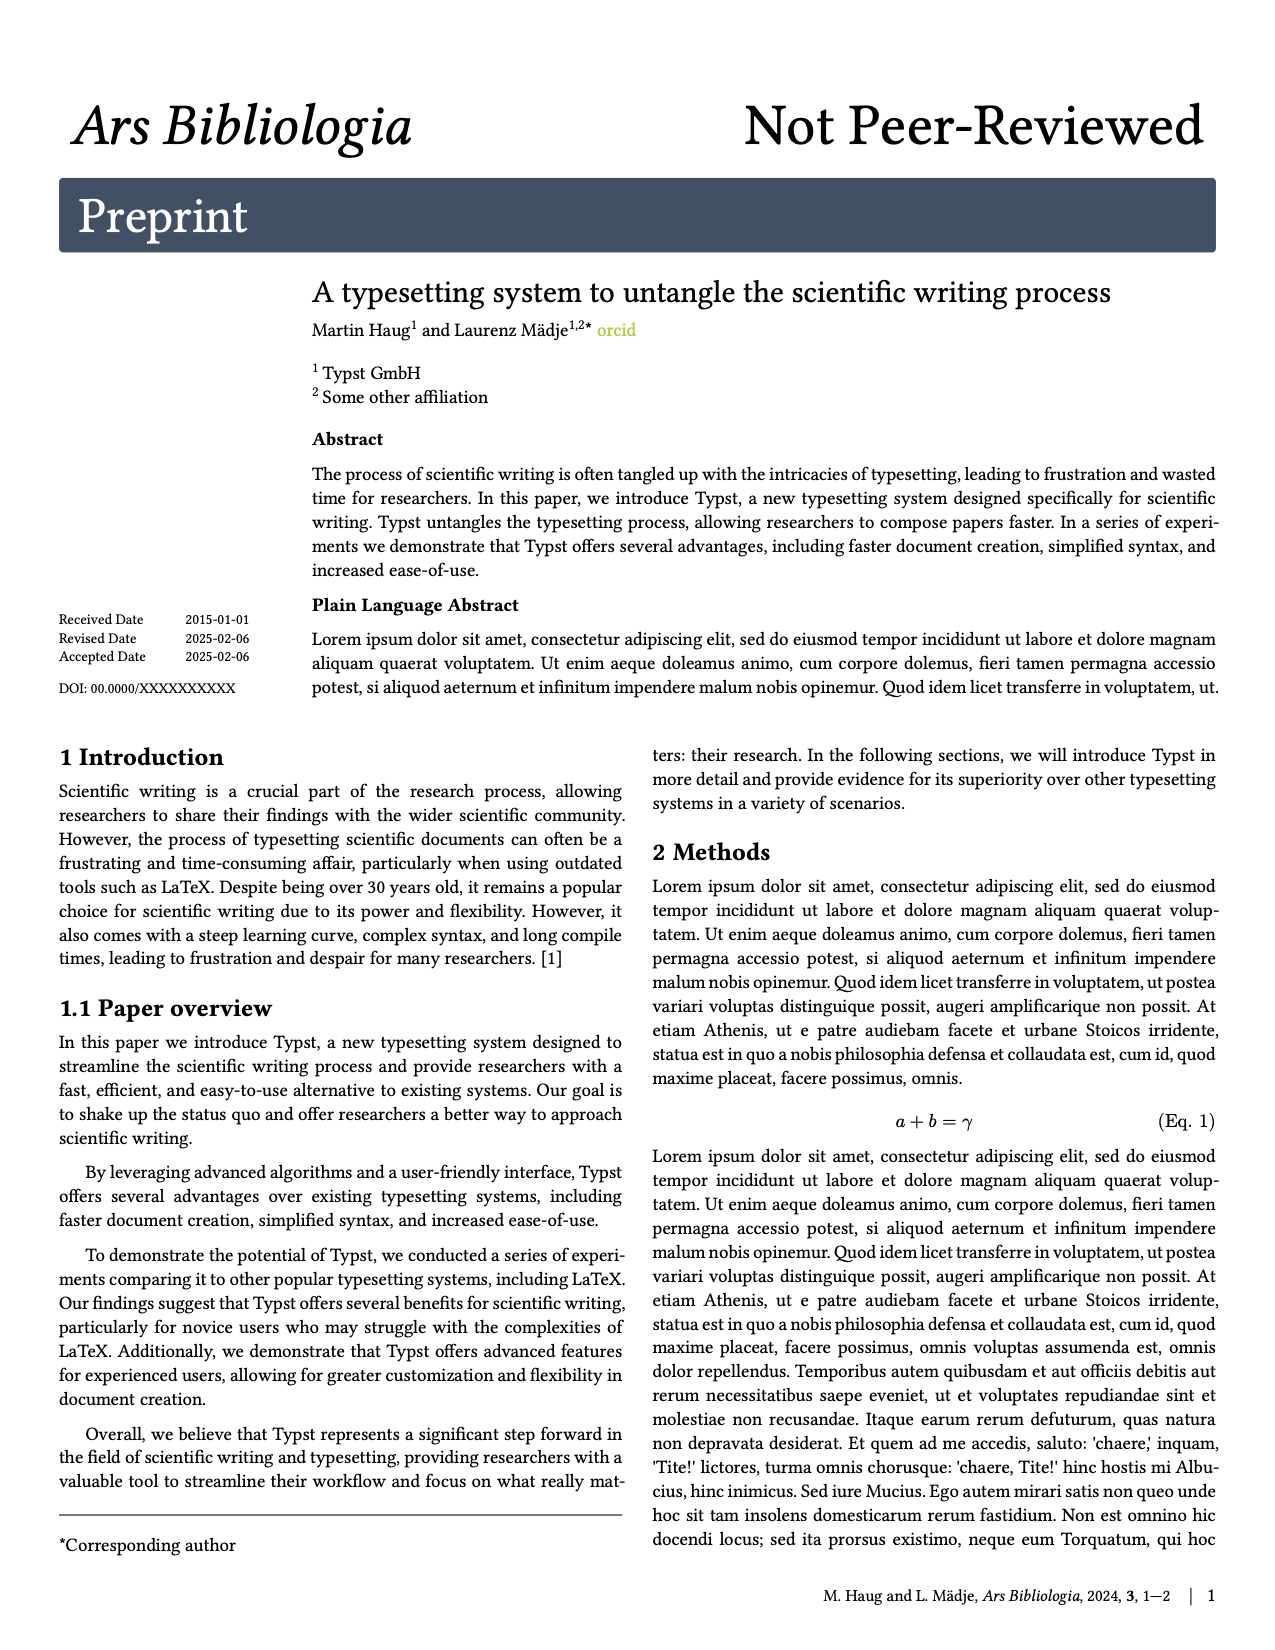 Ars Bibliologia
Not Peer-Reviewed
Preprint
A typesetting system to untangle the scientific writing process
Martin Haug¹ and Laurenz Mädje¹,²* orcid
¹ Typst GmbH
² Some other affiliation
Abstract
The process of scientific writing is often tangled up with the intricacies of typesetting, leading to frustration and wasted
time for researchers. In this paper, we introduce Typst, a new typesetting system designed specifically for scientific
writing. Typst untangles the typesetting process, allowing researchers to compose papers faster. In a series of experi-
ments we demonstrate that Typst offers several advantages, including faster document creation, simplified syntax, and
increased ease-of-use.
Plain Language Abstract
Lorem ipsum dolor sit amet, consectetur adipiscing elit, sed do eiusmod tempor incididunt ut labore et dolore magnam
aliquam quaerat voluptatem. Ut enim aeque doleamus animo, cum corpore dolemus, fieri tamen permagna accessio
potest, si aliquod aeternum et infinitum impendere malum nobis opinemur. Quod idem licet transferre in voluptatem, ut.
Received Date 2015-01-01
Revised Date 2025-02-06
Accepted Date 2025-02-06
DOI: 00.0000/XXXXXXXXXX
1 Introduction
Scientific writing is a crucial part of the research process, allowing
researchers to share their findings with the wider scientific community.
However, the process of typesetting scientific documents can often be a
frustrating and time-consuming affair, particularly when using outdated
tools such as LaTeX. Despite being over 30 years old, it remains a popular
choice for scientific writing due to its power and flexibility. However, it
also comes with a steep learning curve, complex syntax, and long compile
times, leading to frustration and despair for many researchers. [1]
1.1 Paper overview
In this paper we introduce Typst, a new typesetting system designed to
streamline the scientific writing process and provide researchers with a
fast, efficient, and easy-to-use alternative to existing systems. Our goal is
to shake up the status quo and offer researchers a better way to approach
scientific writing.
By leveraging advanced algorithms and a user-friendly interface, Typst
offers several advantages over existing typesetting systems, including
faster document creation, simplified syntax, and increased ease-of-use.
To demonstrate the potential of Typst, we conducted a series of experi-
ments comparing it to other popular typesetting systems, including LaTeX.
Our findings suggest that Typst offers several benefits for scientific writing,
particularly for novice users who may struggle with the complexities of
LaTeX. Additionally, we demonstrate that Typst offers advanced features
for experienced users, allowing for greater customization and flexibility in
document creation.
Overall, we believe that Typst represents a significant step forward in
the field of scientific writing and typesetting, providing researchers with a
valuable tool to streamline their workflow and focus on what really mat-
*Corresponding author
ters: their research. In the following sections, we will introduce Typst in
more detail and provide evidence for its superiority over other typesetting
systems in a variety of scenarios.
2 Methods
Lorem ipsum dolor sit amet, consectetur adipiscing elit, sed do eiusmod
tempor incididunt ut labore et dolore magnam aliquam quaerat volup-
tatem. Ut enim aeque doleamus animo, cum corpore dolemus, fieri tamen
permagna accessio potest, si aliquod aeternum et infinitum impendere
malum nobis opinemur. Quod idem licet transferre in voluptatem, ut postea
variari voluptas distinguique possit, augeri amplificarique non possit. At
etiam Athenis, ut e patre audiebam facete et urbane Stoicos irridente,
statua est in quo a nobis philosophia defensa et collaudata est, cum id, quod
maxime placeat, facere possimus, omnis.
a + b = γ (Eq. 1)
Lorem ipsum dolor sit amet, consectetur adipiscing elit, sed do eiusmod
tempor incididunt ut labore et dolore magnam aliquam quaerat volup-
tatem. Ut enim aeque doleamus animo, cum corpore dolemus, fieri tamen
permagna accessio potest, si aliquod aeternum et infinitum impendere
malum nobis opinemur. Quod idem licet transferre in voluptatem, ut postea
variari voluptas distinguique possit, augeri amplificarique non possit. At
etiam Athenis, ut e patre audiebam facete et urbane Stoicos irridente,
statua est in quo a nobis philosophia defensa et collaudata est, cum id, quod
maxime placeat, facere possimus, omnis voluptas assumenda est, omnis
dolor repellendus. Temporibus autem quibusdam et aut officiis debitis aut
rerum necessitatibus saepe eveniet, ut et voluptates repudiandae sint et
molestiae non recusandae. Itaque earum rerum defuturum, quas natura
non depravata desiderat. Et quem ad me accedis, saluto: 'chaere,' inquam,
'Tite!' lictores, turma omnis chorusque: 'chaere, Tite!' hinc hostis mi Albu-
cius, hinc inimicus. Sed iure Mucius. Ego autem mirari satis non queo unde
hoc sit tam insolens domesticarum rerum fastidium. Non est omnino hic
docendi locus; sed ita prorsus existimo, neque eum Torquatum, qui hoc
M. Haug and L. Mädje, Ars Bibliologia, 2024, 3, 1—2 | 1